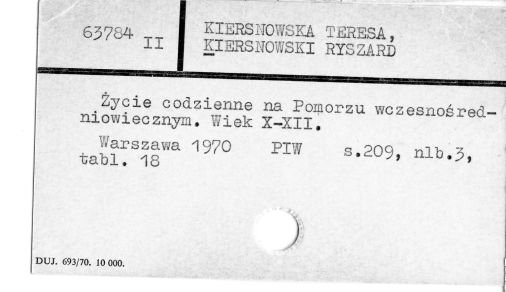 63784 II
KIERSNOWSKA TERESA,
KIERSNOWSKI RYSZARD
Życie codzienne na Pomorzu wczesnośred-
niowiecznym. Wiek X-XII.
Warszawa 1970 PIW s.209, nlb.3,
tabl. 18
DUJ. 693/70. 10 000.